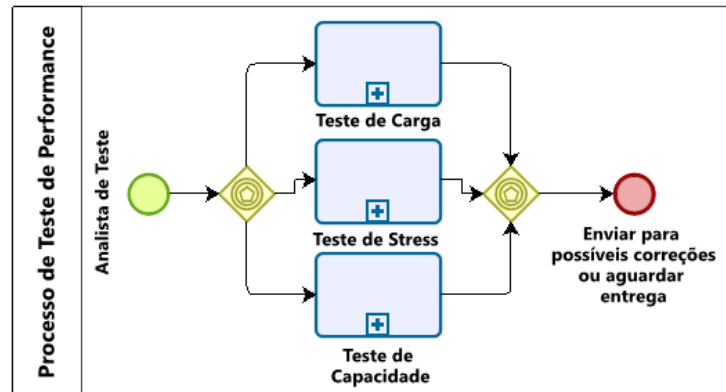 Processo de Teste de Performance
Analista de Teste
Teste de Carga
Teste de Stress
Teste de
Capacidade
Enviar para
possíveis correções
ou aguardar
entrega